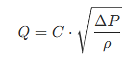 Q = C · √(ΔP/ρ)